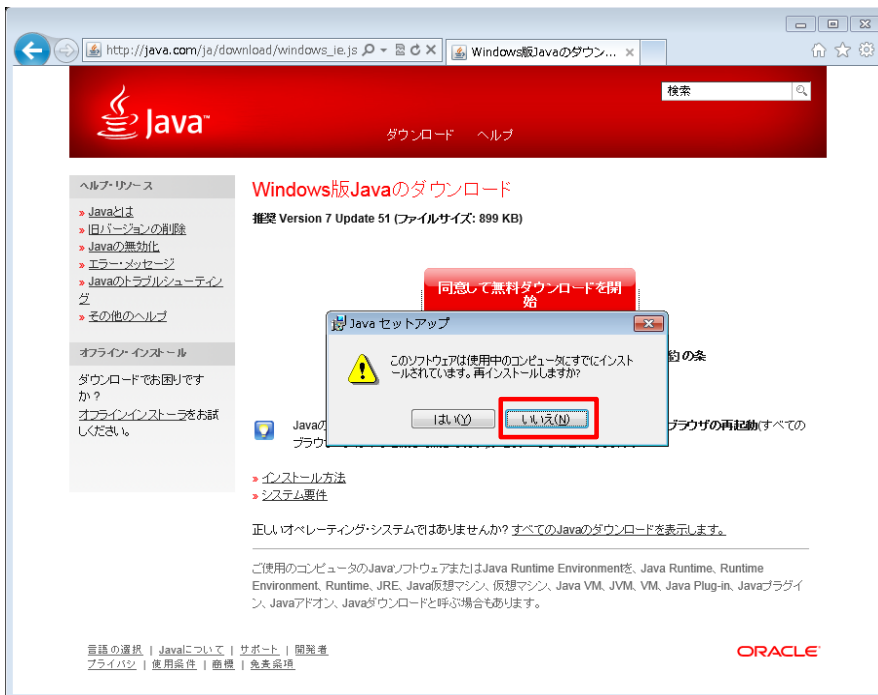 http://java.com/ja/download/windows_ie.js
Windows版Javaのダウン...
検索
Java
ダウンロード ヘルプ
ヘルプ・リソース
» Javaとは
» 旧バージョンの削除
» Javaの無効化
» エラー・メッセージ
» Javaのトラブルシューティン
グ
» その他のヘルプ
オフライン・インストール
ダウンロードでお困りです
か？
オフラインインストーラをお試
しください。
Windows版Javaのダウンロード
推奨 Version 7 Update 51 (ファイルサイズ: 899 KB)
同意して無料ダウンロードを開
始
の条
Java セットアップ
このソフトウェアは使用中のコンピュータにすでにインスト
ールされています。再インストールしますか?
はい(Y) いいえ(N)
Javaの
ブラウザの再起動(すべての
ブラウ
» インストール方法
» システム要件
正しいオペレーティング・システムではありませんか? すべてのJavaのダウンロードを表示します。
ご使用のコンピュータのJavaソフトウェアまたはJava Runtime Environmentを、Java Runtime、Runtime
Environment、Runtime、JRE、Java仮想マシン、仮想マシン、Java VM、JVM、VM、Java Plug-in、Javaプラグイ
ン、Javaアドオン、Javaダウンロードと呼ぶ場合もあります。
言語の選択 | Javaについて | サポート | 開発者
プライバシ | 使用条件 | 商標 | 免責条項
ORACLE